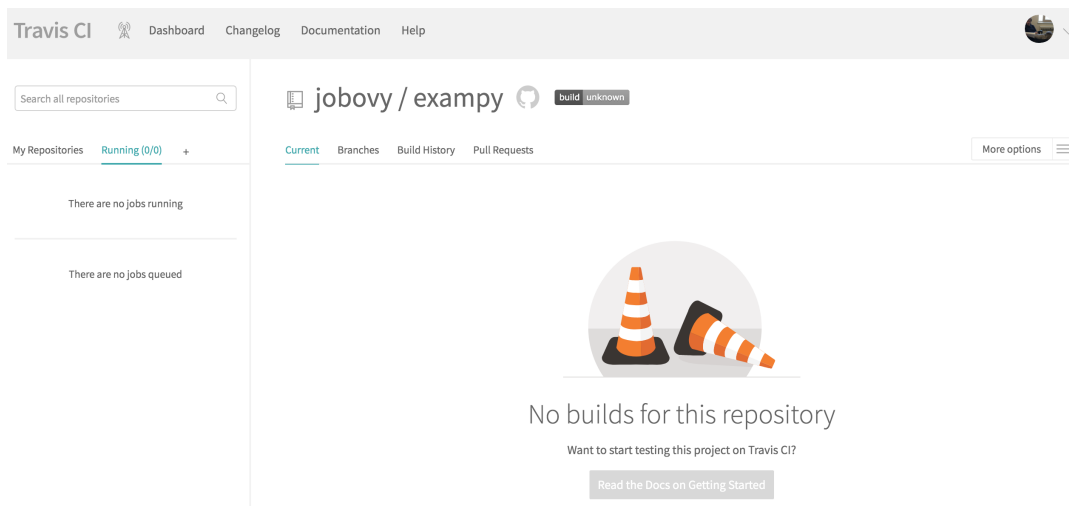 Travis CI Dashboard Changelog Documentation Help
Search all repositories
My Repositories Running (0/0) +
There are no jobs running
There are no jobs queued
jobovy / exampy build unknown
Current Branches Build History Pull Requests More options
No builds for this repository
Want to start testing this project on Travis CI?
Read the Docs on Getting Started